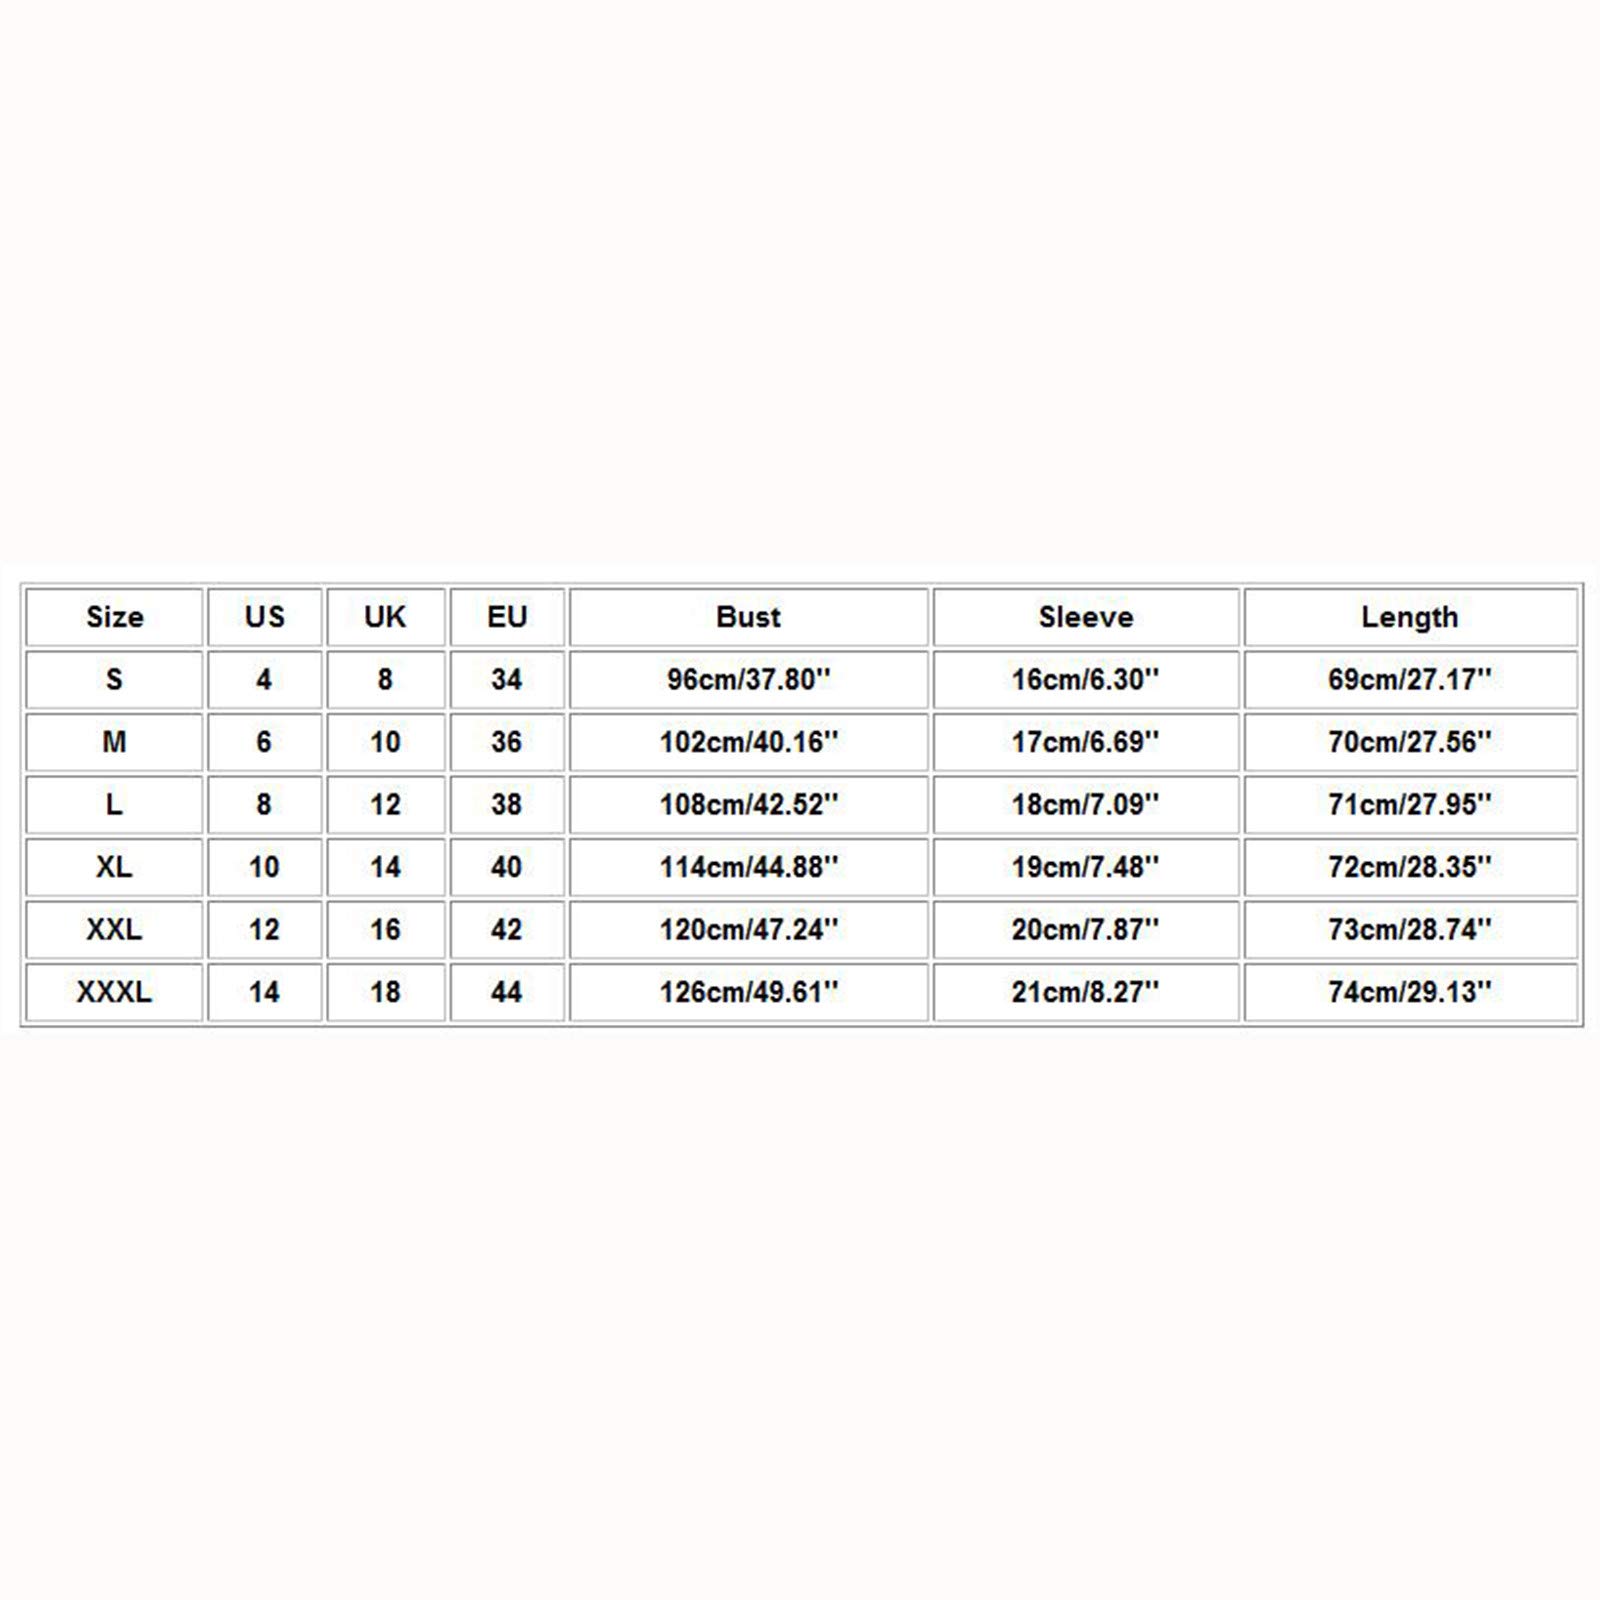 Size US UK EU Bust Sleeve Length
S 4 8 34 96cm/37.80'' 16cm/6.30'' 69cm/27.17''
M 6 10 36 102cm/40.16'' 17cm/6.69'' 70cm/27.56''
L 8 12 38 108cm/42.52'' 18cm/7.09'' 71cm/27.95''
XL 10 14 40 114cm/44.88'' 19cm/7.48'' 72cm/28.35''
XXL 12 16 42 120cm/47.24'' 20cm/7.87'' 73cm/28.74''
XXXL 14 18 44 126cm/49.61'' 21cm/8.27'' 74cm/29.13''